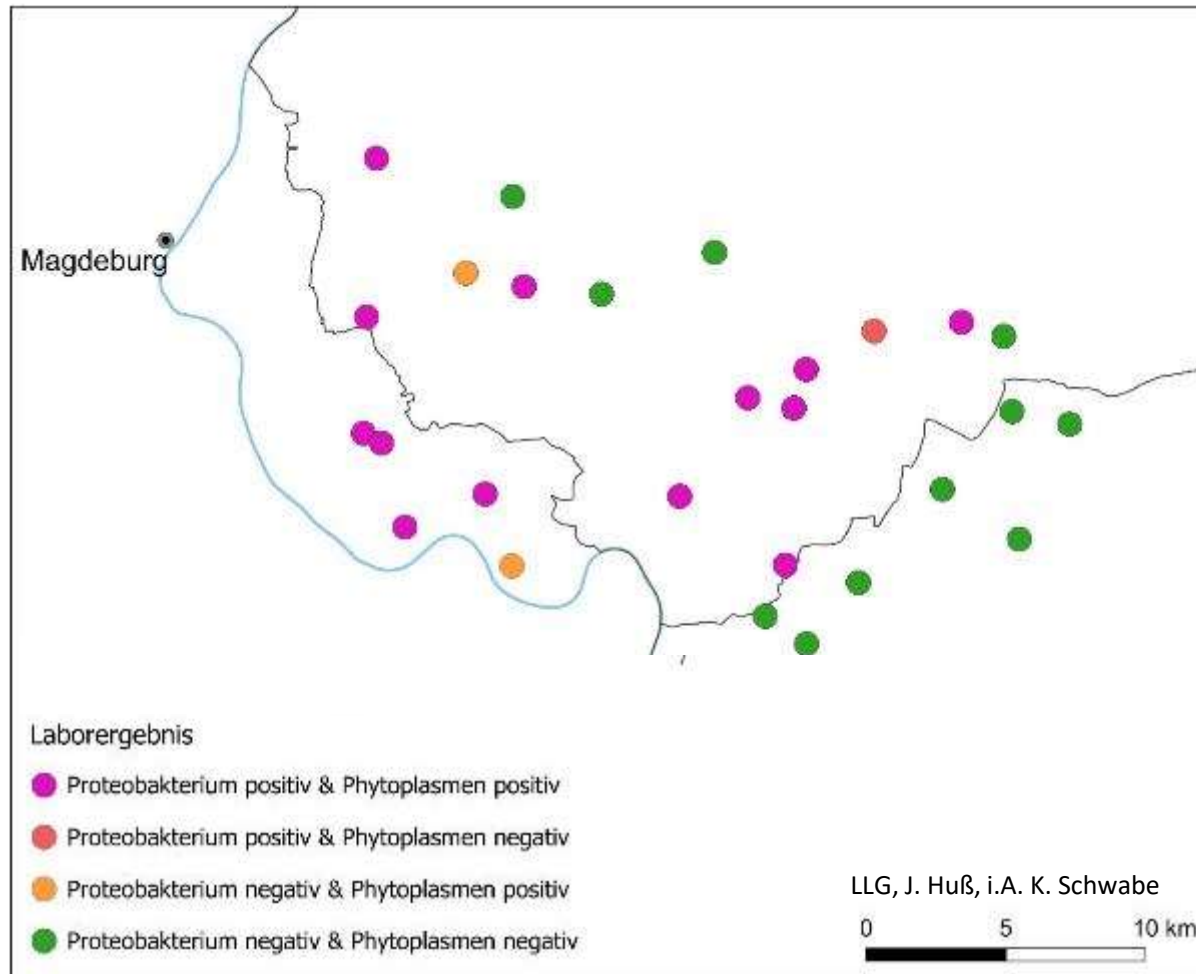 Magdeburg
Laborergebnis
Proteobakterium positiv & Phytoplasmen positiv
Proteobakterium positiv & Phytoplasmen negativ
Proteobakterium negativ & Phytoplasmen positiv
Proteobakterium negativ & Phytoplasmen negativ
LLG, J. Huß, i.A. K. Schwabe
0 5 10 km